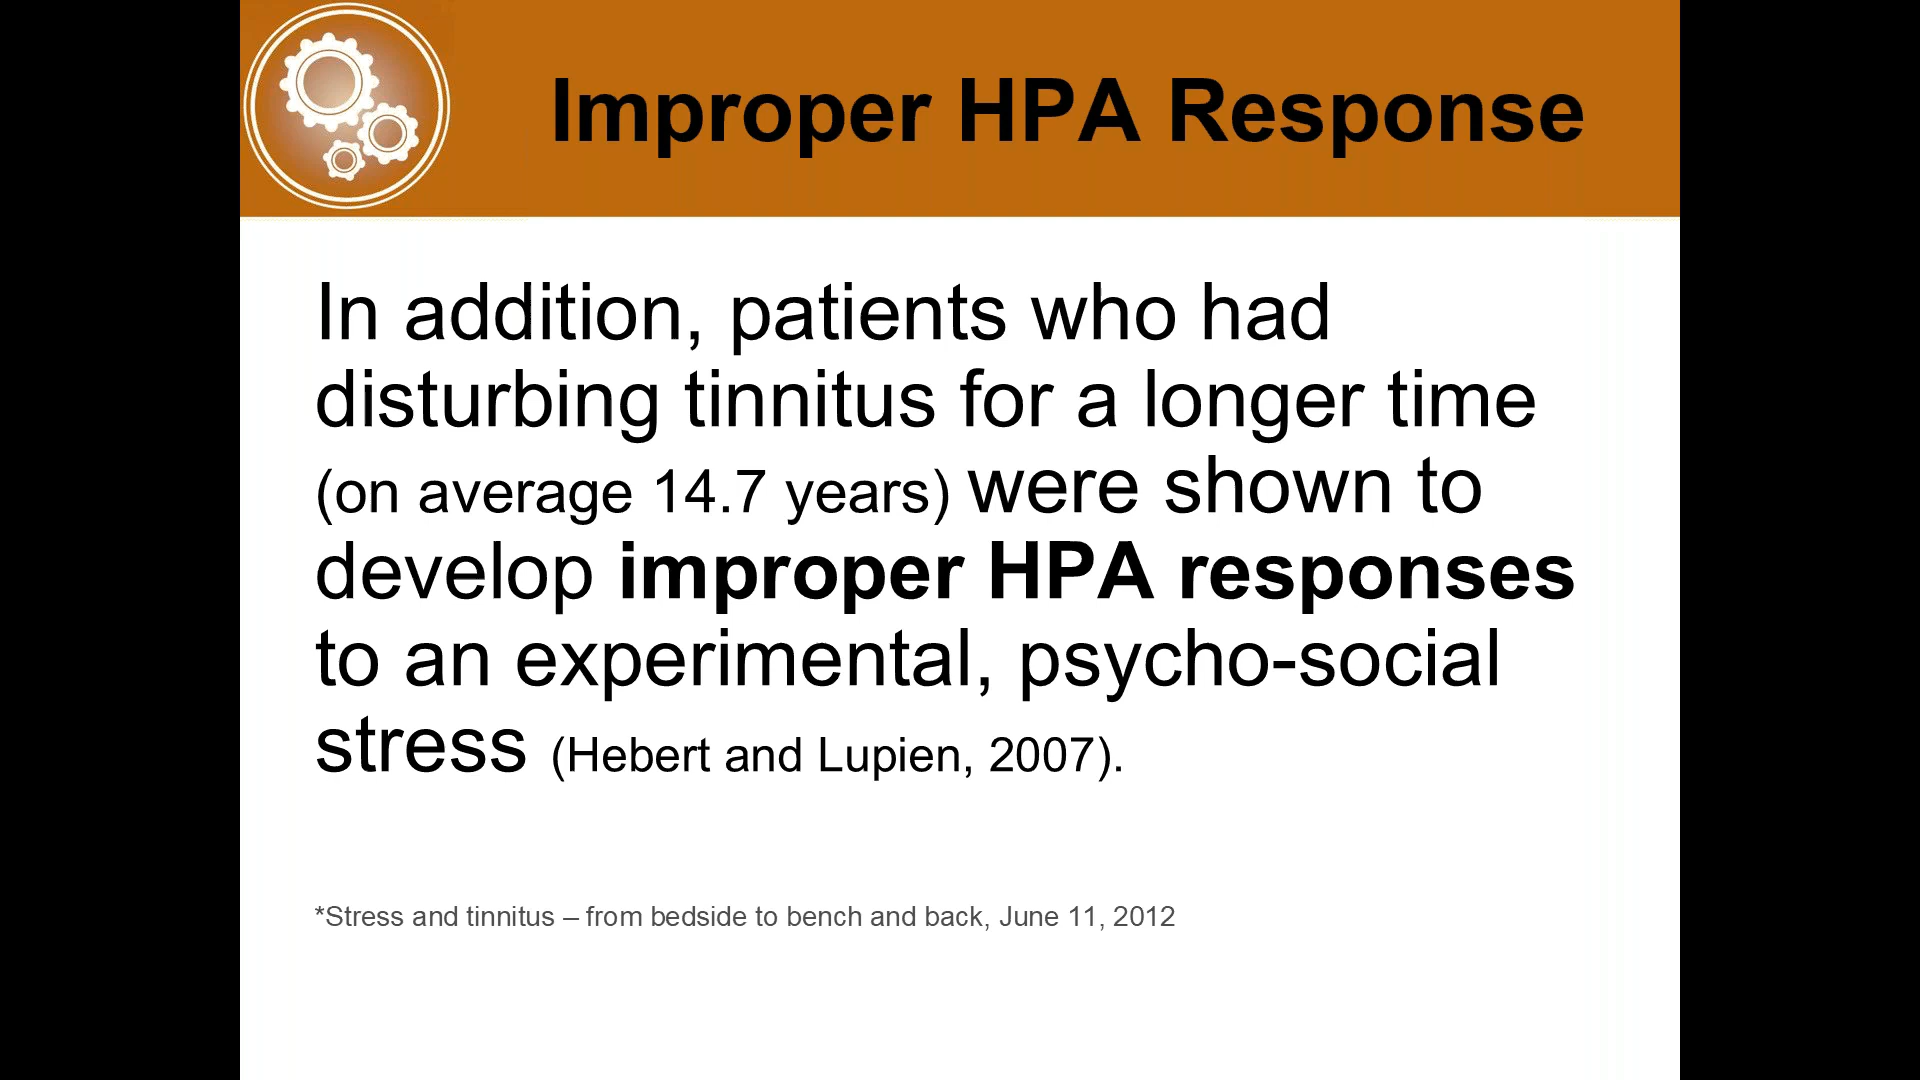 Improper HPA Response
In addition, patients who had
disturbing tinnitus for a longer time
(on average 14.7 years) were shown to
develop improper HPA responses
to an experimental, psycho-social
stress (Hebert and Lupien, 2007).
*Stress and tinnitus – from bedside to bench and back, June 11, 2012